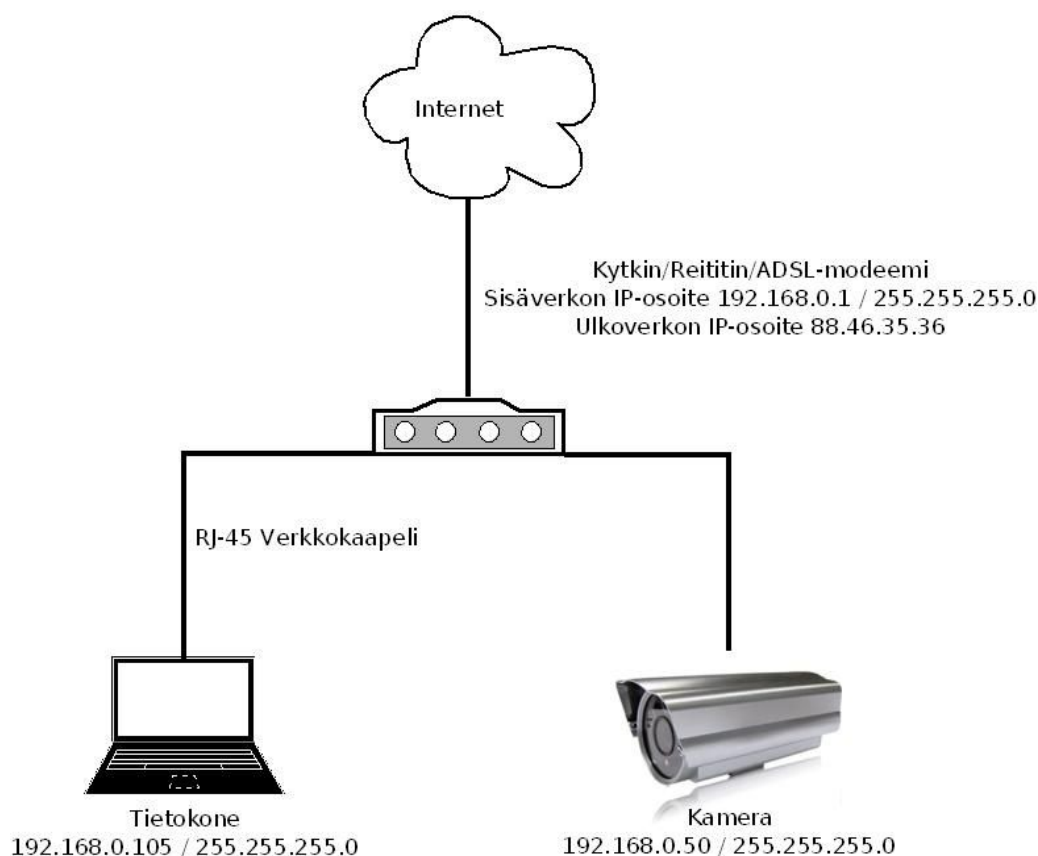 Internet
Kytkin/Reititin/ADSL-modeemi
Sisäverkon IP-osoite 192.168.0.1 / 255.255.255.0
Ulkoverkon IP-osoite 88.46.35.36
RJ-45 Verkkokaapeli
Tietokone
192.168.0.105 / 255.255.255.0
Kamera
192.168.0.50 / 255.255.255.0